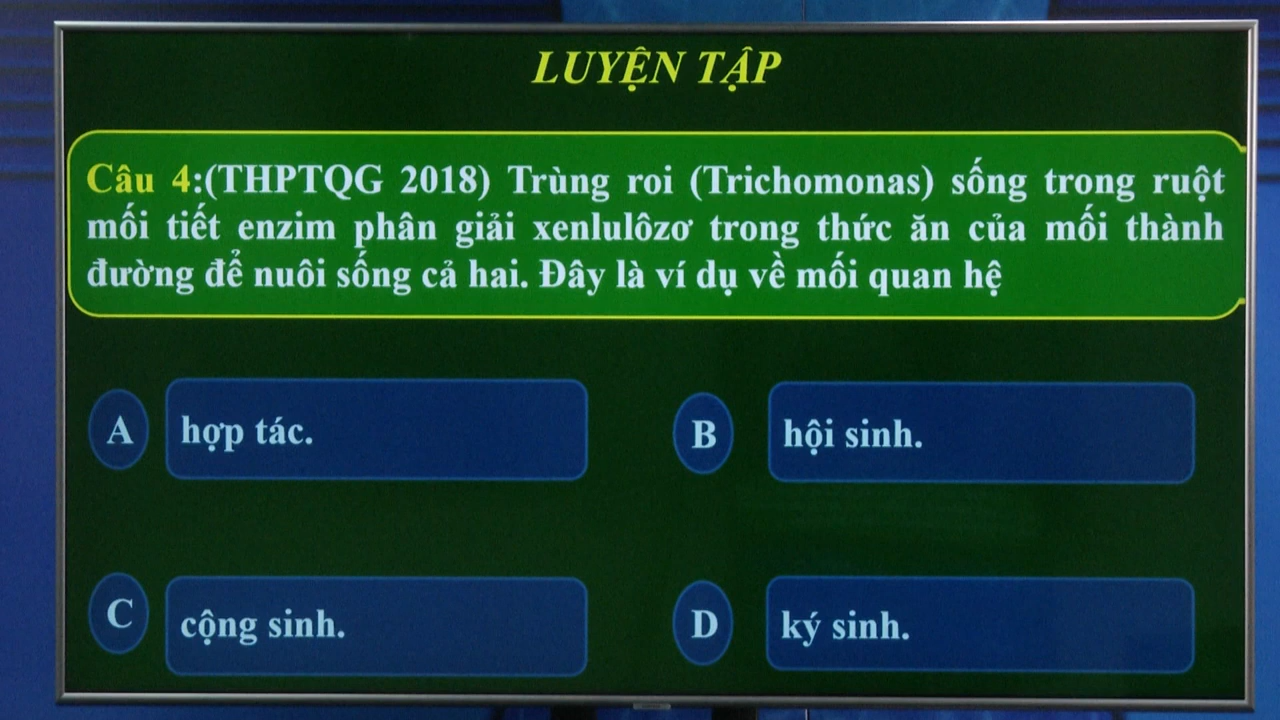 LUYỆN TẬP
Câu 4:(THPTQG 2018) Trùng roi (Trichomonas) sống trong ruột
mối tiết enzim phân giải xenlulôzơ trong thức ăn của mối thành
đường để nuôi sống cả hai. Đây là ví dụ về mối quan hệ
A hợp tác.
B hội sinh.
C cộng sinh.
D ký sinh.